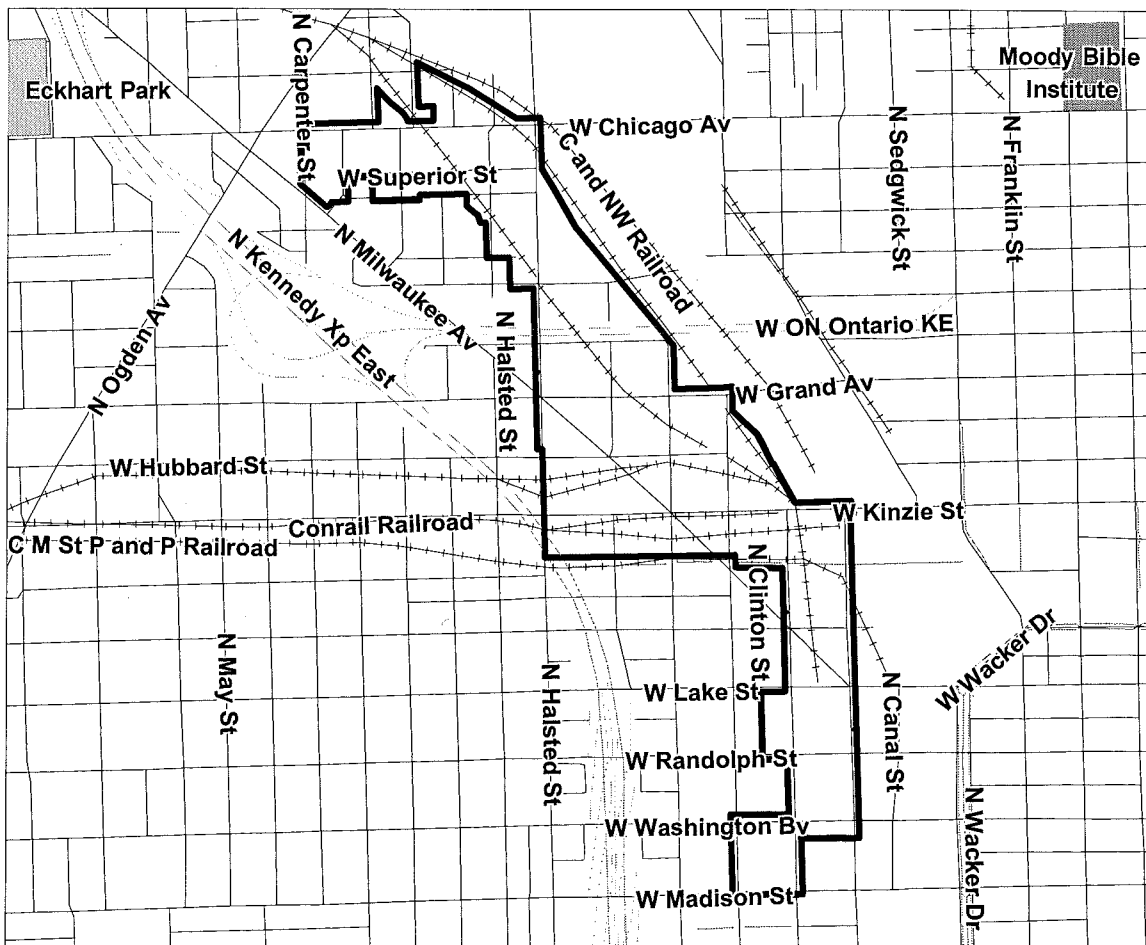 N Carpenter St
Eckhart Park
Moody Bible
Institute
W Chicago Av
N Sedgwick St
N Franklin St
C and NW Railroad
W Superior St
N Milwaukee Av
N Kennedy Xp East
N Ogden Av
N Halsted St
W ON Ontario KE
W Grand Av
W Hubbard St
W Kinzie St
Conrail Railroad
C M St P and P Railroad
N Clinton St
N May St
N Halsted St
W Lake St
N Canal St
W Wacker Dr
W Randolph St
W Washington Bv
N Wacker Dr
W Madison St